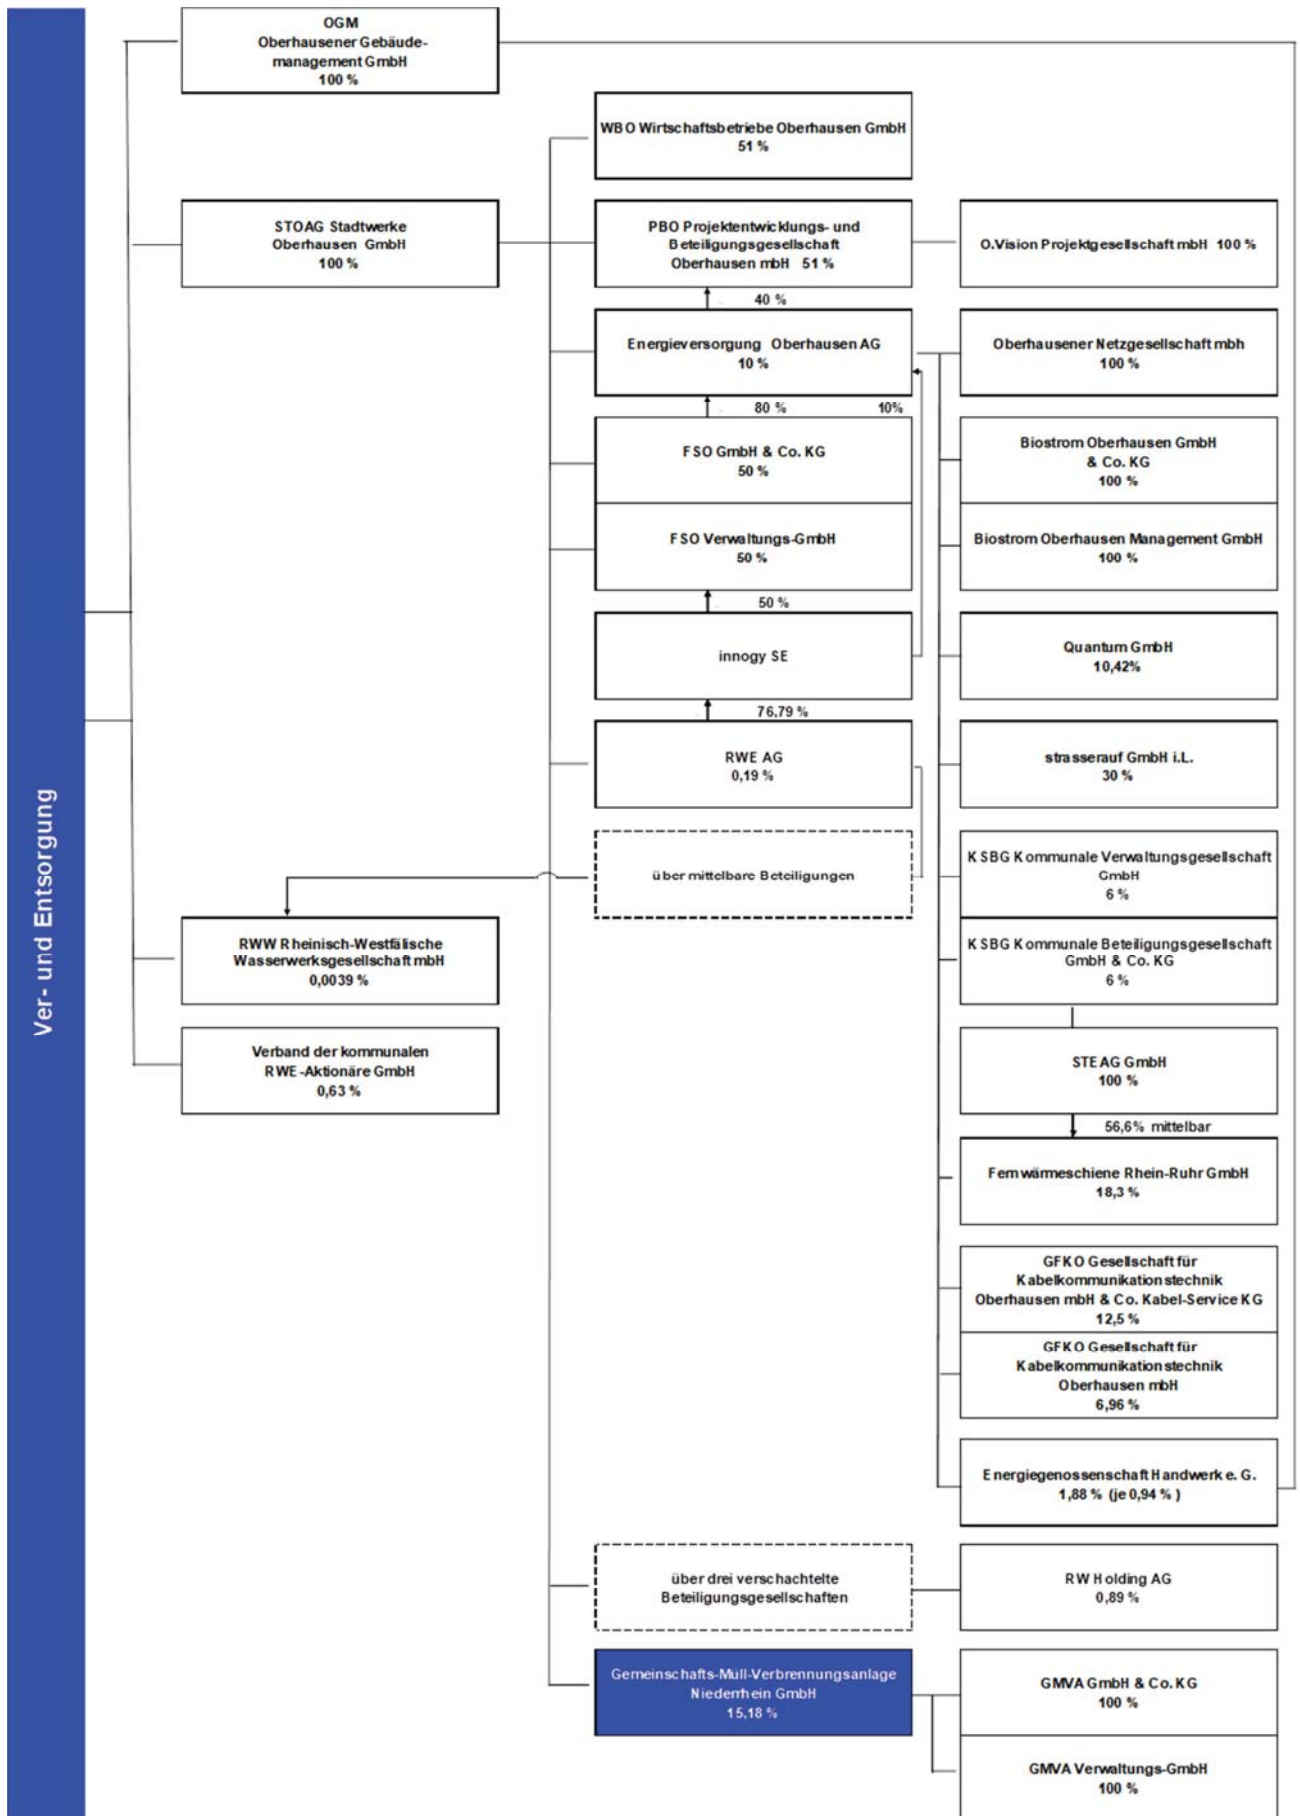 Ver- und Entsorgung
OGM
Oberhausener Gebäude-
management GmbH
100 %
STOAG Stadtwerke
Oberhausen GmbH
100 %
RWW Rheinisch-Westfälische
Wasserwerksgesellschaft mbH
0,0039 %
Verband der kommunalen
RWE-Aktionäre GmbH
0,63 %
WBO Wirtschaftsbetriebe Oberhausen GmbH
51 %
PBO Projektentwicklungs- und
Beteiligungsgesellschaft
Oberhausen mbH 51 %
40 %
Energieversorgung Oberhausen AG
10 %
80 %
10%
FSO GmbH & Co. KG
50 %
FSO Verwaltungs-GmbH
50 %
50 %
innogy SE
76,79 %
RWE AG
0,19 %
über mittelbare Beteiligungen
über drei verschachtelte
Beteiligungsgesellschaften
Gemeinschafts-Müll-Verbrennungsanlage
Niederrhein GmbH
15,18 %
O.Vision Projektgesellschaft mbH 100 %
Oberhausener Netzgesellschaft mbh
100 %
Biostrom Oberhausen GmbH
& Co. KG
100 %
Biostrom Oberhausen Management GmbH
100 %
Quantum GmbH
10,42%
strasserauf GmbH i.L.
30 %
KSBG Kommunale Verwaltungsgesellschaft
GmbH
6 %
KSBG Kommunale Beteiligungsgesellschaft
GmbH & Co. KG
6 %
STEAG GmbH
100 %
56,6% mittelbar
Fernwärmeschiene Rhein-Ruhr GmbH
18,3 %
GFKO Gesellschaft für
Kabelkommunikationstechnik
Oberhausen mbH & Co. Kabel-Service KG
12,5 %
GFKO Gesellschaft für
Kabelkommunikationstechnik
Oberhausen mbH
6,96 %
Energiegenossenschaft Handwerk e. G.
1,88 % (je 0,94 % )
RW Holding AG
0,89 %
GMVA GmbH & Co. KG
100 %
GMVA Verwaltungs-GmbH
100 %